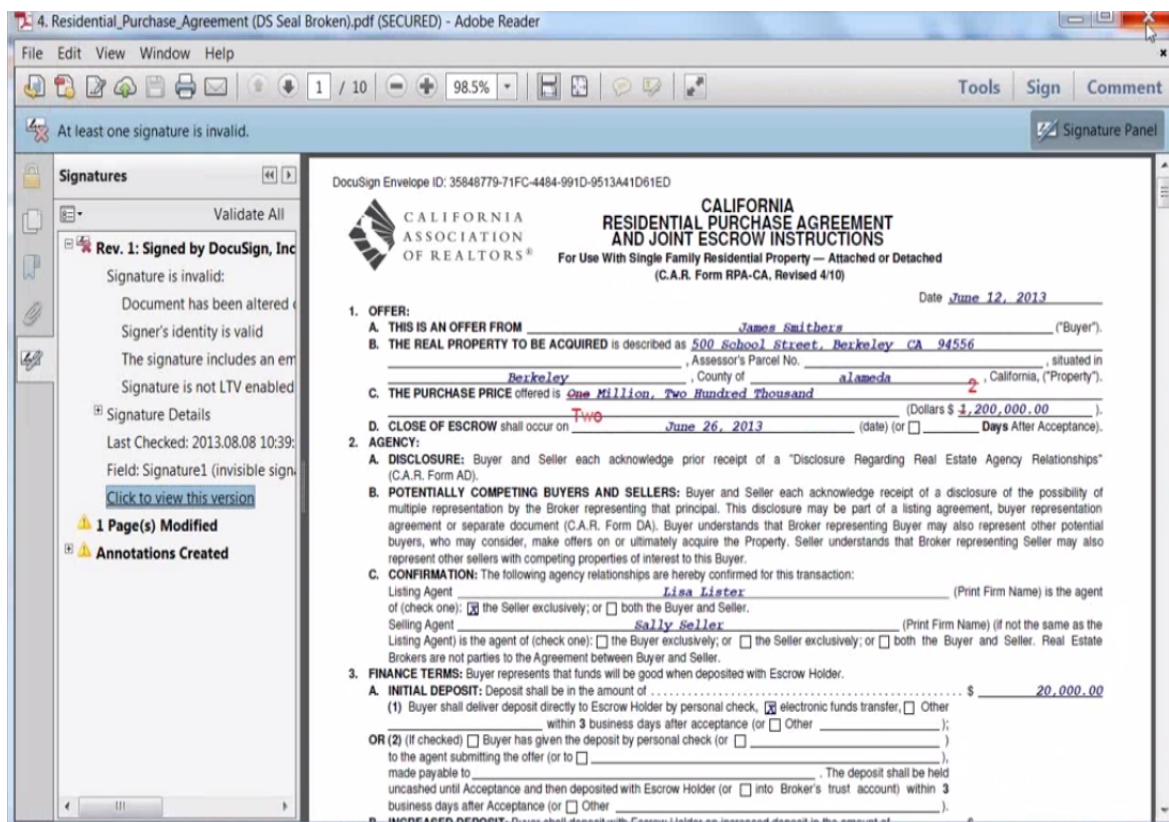 4. Residential_Purchase_Agreement (DS Seal Broken).pdf (SECURED) - Adobe Reader
File Edit View Window Help
1 / 10 98.5% Tools Sign Comment
At least one signature is invalid. Signature Panel
Signatures
Validate All
Rev. 1: Signed by DocuSign, Inc
Signature is invalid:
Document has been altered
Signer's identity is valid
The signature includes an em
Signature is not LTV enabled
Signature Details
Last Checked: 2013.08.08 10:39:
Field: Signature1 (invisible sign
Click to view this version
1 Page(s) Modified
Annotations Created
DocuSign Envelope ID: 35848779-71FC-4484-991D-9513A41D61ED
CALIFORNIA
ASSOCIATION
OF REALTORS®
CALIFORNIA
RESIDENTIAL PURCHASE AGREEMENT
AND JOINT ESCROW INSTRUCTIONS
For Use With Single Family Residential Property — Attached or Detached
(C.A.R. Form RPA-CA, Revised 4/10)
Date June 12, 2013
1. OFFER:
A. THIS IS AN OFFER FROM James Smithers ("Buyer").
B. THE REAL PROPERTY TO BE ACQUIRED is described as 500 School Street, Berkeley CA 94556
, Assessor's Parcel No. , situated in
Berkeley , County of alameda , California, ("Property").
2
C. THE PURCHASE PRICE offered is One Million, Two Hundred Thousand
Two (Dollars $ 1,200,000.00 ).
D. CLOSE OF ESCROW shall occur on June 26, 2013 (date) (or Days After Acceptance).
2. AGENCY:
A. DISCLOSURE: Buyer and Seller each acknowledge prior receipt of a "Disclosure Regarding Real Estate Agency Relationships"
(C.A.R. Form AD).
B. POTENTIALLY COMPETING BUYERS AND SELLERS: Buyer and Seller each acknowledge receipt of a disclosure of the possibility of
multiple representation by the Broker representing that principal. This disclosure may be part of a listing agreement, buyer representation
agreement or separate document (C.A.R. Form DA). Buyer understands that Broker representing Buyer may also represent other potential
buyers, who may consider, make offers on or ultimately acquire the Property. Seller understands that Broker representing Seller may also
represent other sellers with competing properties of interest to this Buyer.
C. CONFIRMATION: The following agency relationships are hereby confirmed for this transaction:
Listing Agent Lisa Lister (Print Firm Name) is the agent
of (check one): x the Seller exclusively; or both the Buyer and Seller.
Selling Agent Sally Seller (Print Firm Name) (if not the same as the
Listing Agent) is the agent of (check one): the Buyer exclusively; or the Seller exclusively; or both the Buyer and Seller. Real Estate
Brokers are not parties to the Agreement between Buyer and Seller.
3. FINANCE TERMS: Buyer represents that funds will be good when deposited with Escrow Holder.
A. INITIAL DEPOSIT: Deposit shall be in the amount of $ 20,000.00
(1) Buyer shall deliver deposit directly to Escrow Holder by personal check, x electronic funds transfer, Other
within 3 business days after acceptance (or Other );
OR (2) (If checked) Buyer has given the deposit by personal check (or )
to the agent submitting the offer (or to ),
made payable to . The deposit shall be held
uncashed until Acceptance and then deposited with Escrow Holder (or into Broker's trust account) within 3
business days after Acceptance (or Other ).